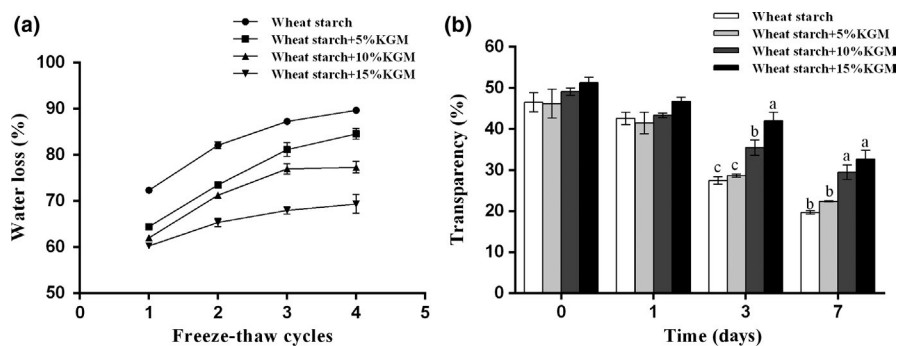 (a)
Wheat starch
Wheat starch+5%KGM
Wheat starch+10%KGM
Wheat starch+15%KGM
Water loss (%)
100
90
80
70
60
50
0
1
2
3
4
5
Freeze-thaw cycles
(b)
Wheat starch
Wheat starch+5%KGM
Wheat starch+10%KGM
Wheat starch+15%KGM
Transparency (%)
60
50
40
30
20
10
0
c
c
b
a
b
b
a
a
0
1
3
7
Time (days)